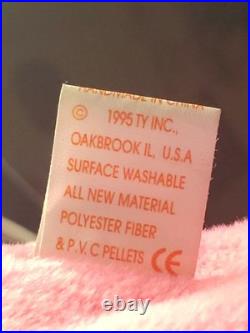 HANDMADE IN CHINA
© 1995 TY INC.,
OAKBROOK IL, U.S.A
SURFACE WASHABLE
ALL NEW MATERIAL
POLYESTER FIBER
& P.V.C PELLETS CE